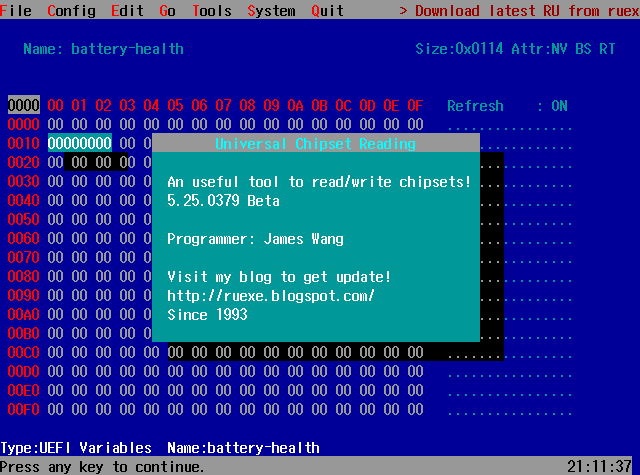 File Config Edit Go Tools System Quit > Download latest RU from ruex
Name: battery-health Size:0x0114 Attr:NV BS RT
0000 00 01 02 03 04 05 06 07 08 09 0A 0B 0C 0D 0E 0F Refresh : ON
0000 00 00 00 00 00 00 00 00 00 00 00 00 00 00 00 00 ................
0010 00000000 00 0
Universal Chipset Reading
0020 00 00 00 00 0
0030 00 00 00 00 0
An useful tool to read/write chipsets!
0040 00 00 00 00 0
5.25.0379 Beta
0050 00 00 00 00 0
0060 00 00 00 00 0
Programmer: James Wang
0070 00 00 00 00 0
0080 00 00 00 00 0
Visit my blog to get update!
0090 00 00 00 00 0
http://ruexe.blogspot.com/
00A0 00 00 00 00 0
Since 1993
00B0 00 00 00 00 0
00C0 00 00 00 00 00 00 00 00 00 00 00 00 00 00 00 00 ................
00D0 00 00 00 00 00 00 00 00 00 00 00 00 00 00 00 00 ................
00E0 00 00 00 00 00 00 00 00 00 00 00 00 00 00 00 00 ................
00F0 00 00 00 00 00 00 00 00 00 00 00 00 00 00 00 00 ................
Type:UEFI Variables Name:battery-health
Press any key to continue. 21:11:37